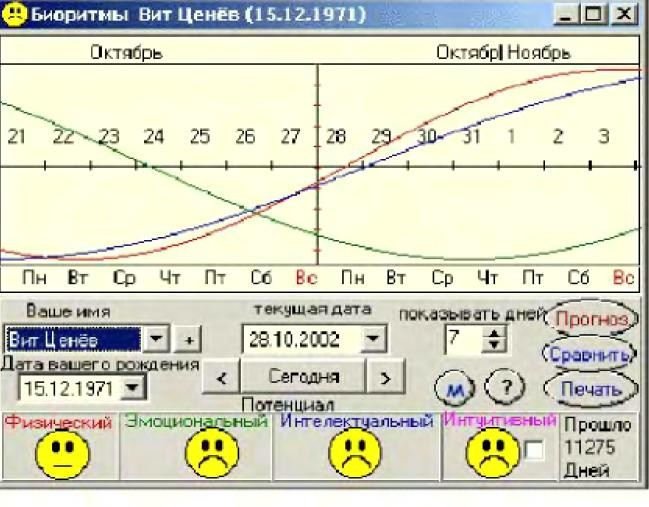 Биоритмы Вит Ценёв (15.12.1971)
Октябрь Октябр Ноябрь
21 22 23 24 25 26 27 28 29 30 31 1 2 3
Пн Вт Ср Чт Пт Сб Вс Пн Вт Ср Чт Пт Сб Вс
Ваше имя текущая дата показывать дней Прогноз
Вит Ценёв + 28.10.2002 7
Сравнить
Дата вашего рождения
15.12.1971 < Сегодня > м ? Печать
Потенциал
Физический Эмоциональный Интелектуальный Интуитивный Прошло
11275
Дней